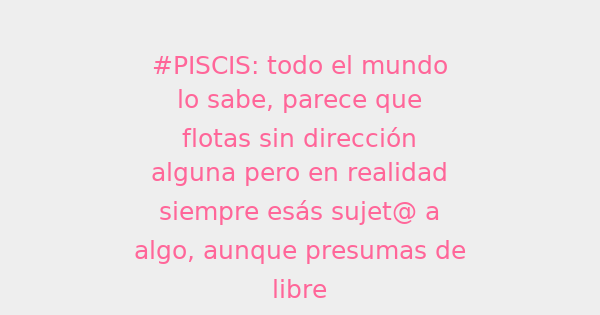 #PISCIS: todo el mundo
lo sabe, parece que
flotas sin dirección
alguna pero en realidad
siempre esás sujet@ a
algo, aunque presumas de
libre